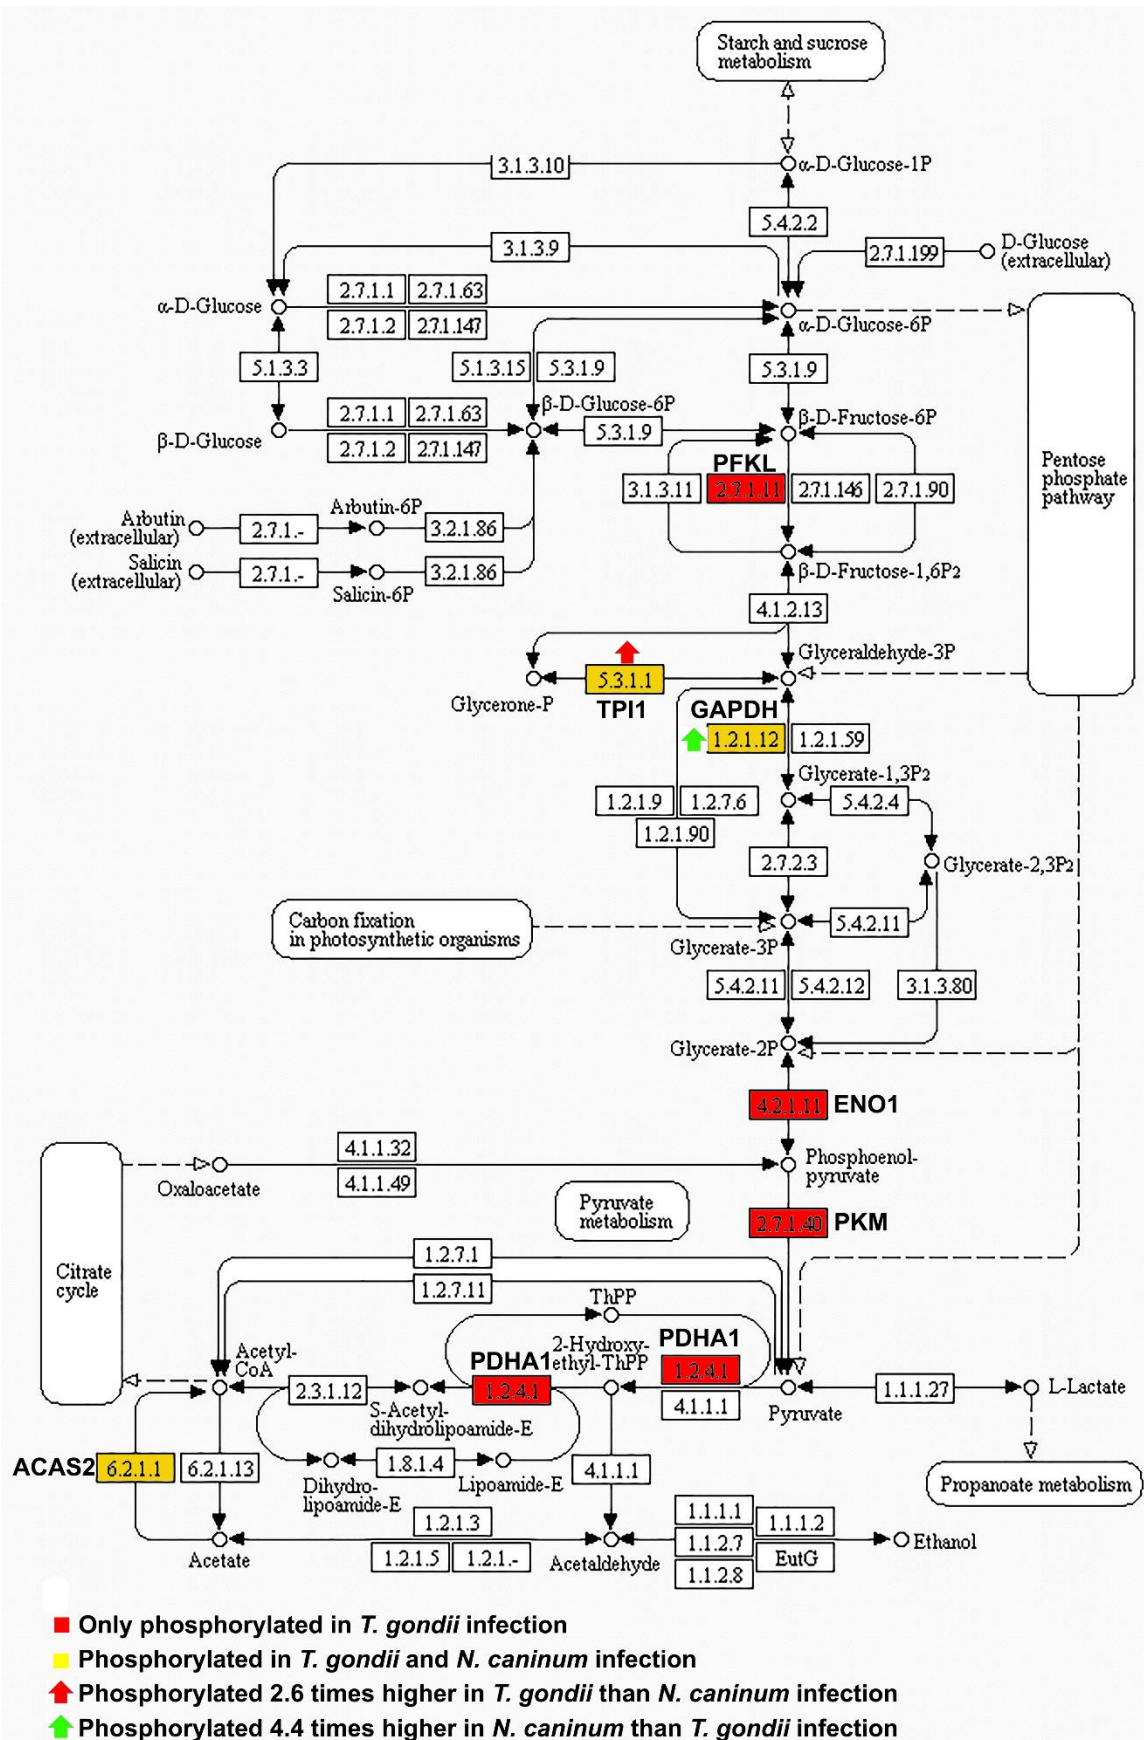 Starch and sucrose
metabolism
3.1.3.10
α-D-Glucose-1P
5.4.2.2
3.1.3.9
2.7.1.199
D-Glucose
(extracellular)
α-D-Glucose
2.7.1.1
2.7.1.63
2.7.1.2
2.7.1.147
α-D-Glucose-6P
5.1.3.3
5.1.3.15
5.3.1.9
5.3.1.9
β-D-Glucose
2.7.1.1
2.7.1.63
2.7.1.2
2.7.1.147
β-D-Glucose-6P
5.3.1.9
β-D-Fructose-6P
Pentose
phosphate
pathway
PFKL
3.1.3.11
2.7.1.11
2.7.1.146
2.7.1.90
Arbutin
(extracellular)
2.7.1.-
Arbutin-6P
3.2.1.86
Salicin
(extracellular)
2.7.1.-
Salicin-6P
3.2.1.86
β-D-Fructose-1,6P2
4.1.2.13
Glyceraldehyde-3P
Glycerone-P
5.3.1.1
TPI1
GAPDH
1.2.1.12
1.2.1.59
Glycerate-1,3P2
1.2.1.9
1.2.7.6
1.2.1.90
5.4.2.4
2.7.2.3
Glycerate-2,3P2
Carbon fixation
in photosynthetic organisms
5.4.2.11
Glycerate-3P
5.4.2.11
5.4.2.12
3.1.3.80
Glycerate-2P
4.2.1.11
ENO1
4.1.1.32
4.1.1.49
Oxaloacetate
Phosphoenol-
pyruvate
Pyruvate
metabolism
2.7.1.40
PKM
Citrate
cycle
1.2.7.1
1.2.7.11
ThPP
Acetyl-
CoA
PDHA1
2-Hydroxy-
ethyl-ThPP
PDHA1
2.3.1.12
1.2.4.1
1.2.4.1
4.1.1.1
Pyruvate
1.1.1.27
L-Lactate
S-Acetyl-
dihydrolipoamide-E
ACAS2
6.2.1.1
6.2.1.13
1.8.1.4
Dihydro-
lipoamide-E
Lipoamide-E
4.1.1.1
Propanoate metabolism
Acetate
1.2.1.3
1.2.1.5
1.2.1.-
Acetaldehyde
1.1.1.1
1.1.2.7
1.1.2.8
1.1.1.2
EutG
Ethanol
Only phosphorylated in T. gondii infection
Phosphorylated in T. gondii and N. caninum infection
Phosphorylated 2.6 times higher in T. gondii than N. caninum infection
Phosphorylated 4.4 times higher in N. caninum than T. gondii infection